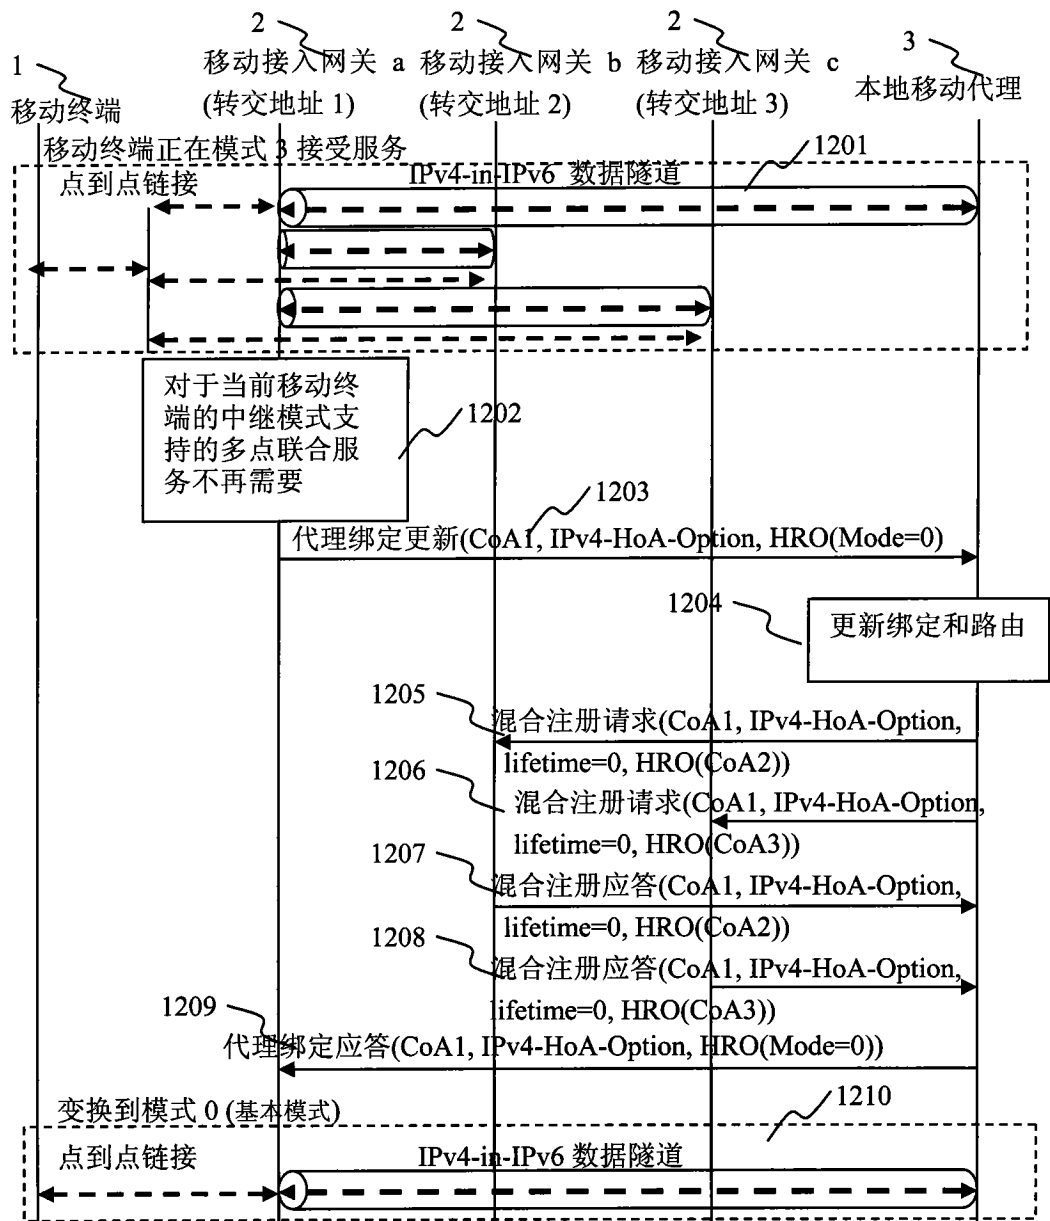 1
移动终端
2
移动接入网关 a
(转交地址 1)
2
移动接入网关 b
(转交地址 2)
2
移动接入网关 c
(转交地址 3)
3
本地移动代理
移动终端正在模式 3 接受服务
1201
点到点链接
IPv4-in-IPv6 数据隧道
对于当前移动终
端的中继模式支
持的多点联合服
务不再需要
1202
1203
代理绑定更新(CoA1, IPv4-HoA-Option, HRO(Mode=0)
1204
更新绑定和路由
1205
混合注册请求(CoA1, IPv4-HoA-Option,
lifetime=0, HRO(CoA2))
1206
混合注册请求(CoA1, IPv4-HoA-Option,
lifetime=0, HRO(CoA3))
1207
混合注册应答(CoA1, IPv4-HoA-Option,
lifetime=0, HRO(CoA2))
1208
混合注册应答(CoA1, IPv4-HoA-Option,
lifetime=0, HRO(CoA3))
1209
代理绑定应答(CoA1, IPv4-HoA-Option, HRO(Mode=0))
变换到模式 0 (基本模式)
1210
点到点链接
IPv4-in-IPv6 数据隧道